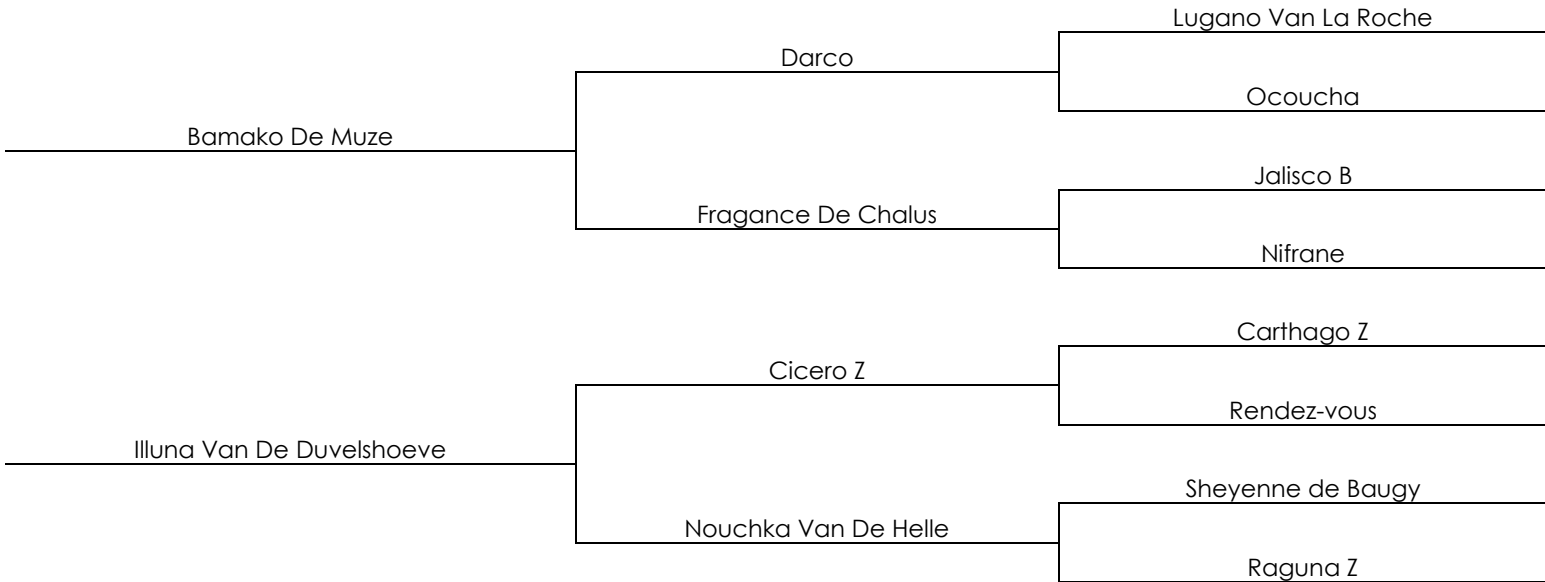 Lugano Van La Roche
Darco
Ocoucha
Bamako De Muze
Jalisco B
Fragance De Chalus
Nifrane
Carthago Z
Cicero Z
Rendez-vous
Illuna Van De Duvelshoeve
Sheyenne de Baugy
Nouchka Van De Helle
Raguna Z